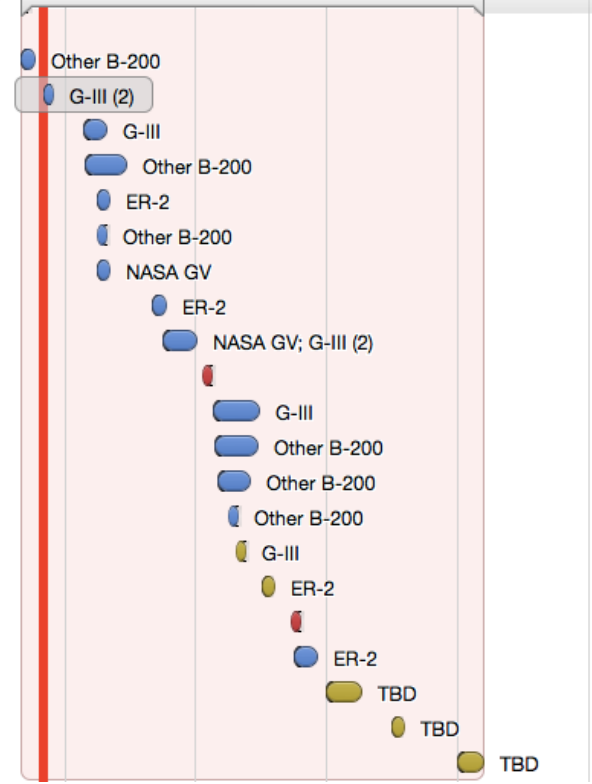 Other B-200
G-III (2)
G-III
Other B-200
ER-2
Other B-200
NASA GV
ER-2
NASA GV; G-III (2)
G-III
Other B-200
Other B-200
Other B-200
G-III
ER-2
ER-2
TBD
TBD
TBD